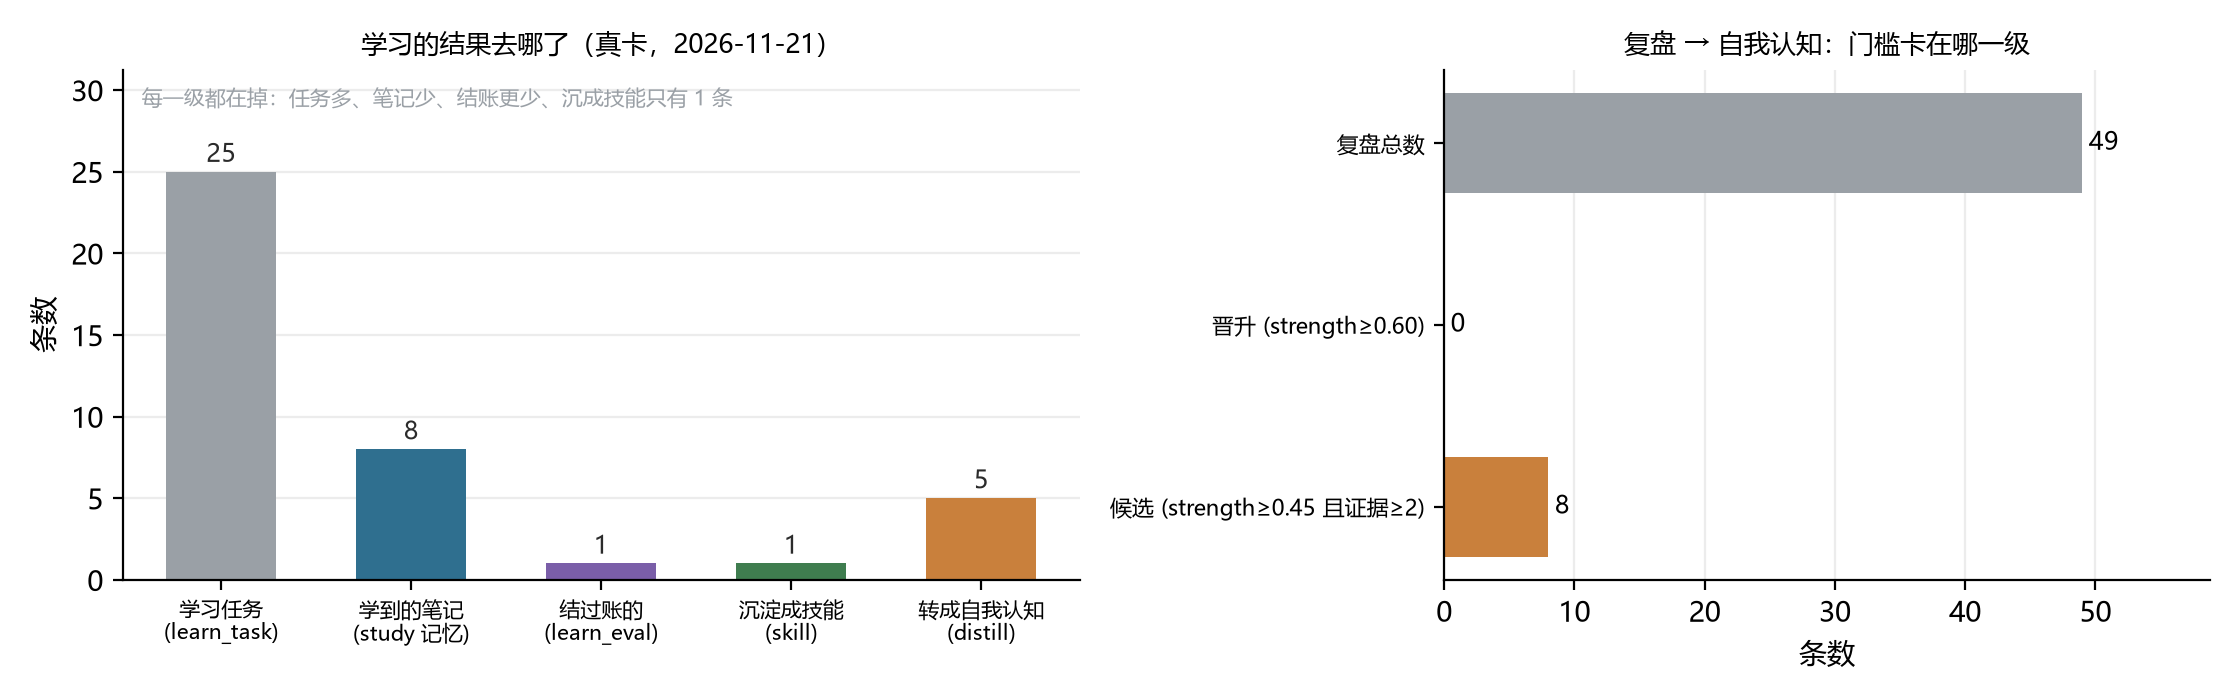 学习的结果去哪了（真卡，2026-11-21）
每一级都在掉：任务多、笔记少、结账更少、沉成技能只有 1 条
条数
30
25
20
15
10
5
0
25
8
1
1
5
学习任务
(learn_task)
学到的笔记
(study 记忆)
结过账的
(learn_eval)
沉淀成技能
(skill)
转成自我认知
(distill)
复盘 → 自我认知：门槛卡在哪一级
复盘总数
49
晋升 (strength≥0.60)
0
候选 (strength≥0.45 且证据≥2)
8
0
10
20
30
40
50
条数